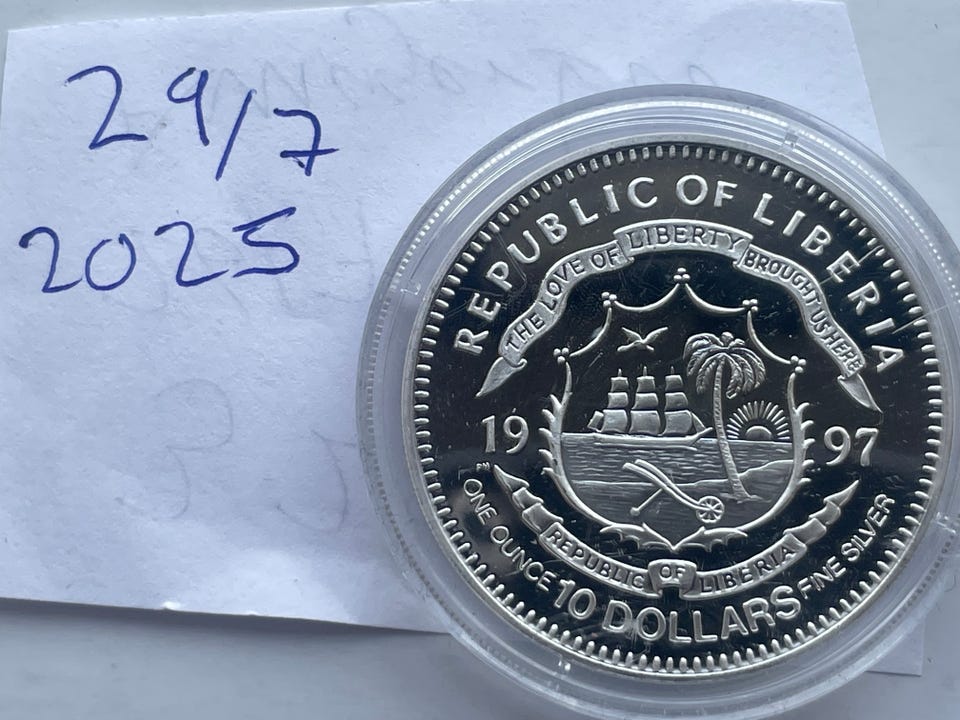 29/7
2025
REPUBLIC OF LIBERIA
THE LOVE OF LIBERTY BROUGHT US HERE
19 97
REPUBLIC OF LIBERIA
ONE OUNCE 10 DOLLARS FINE SILVER